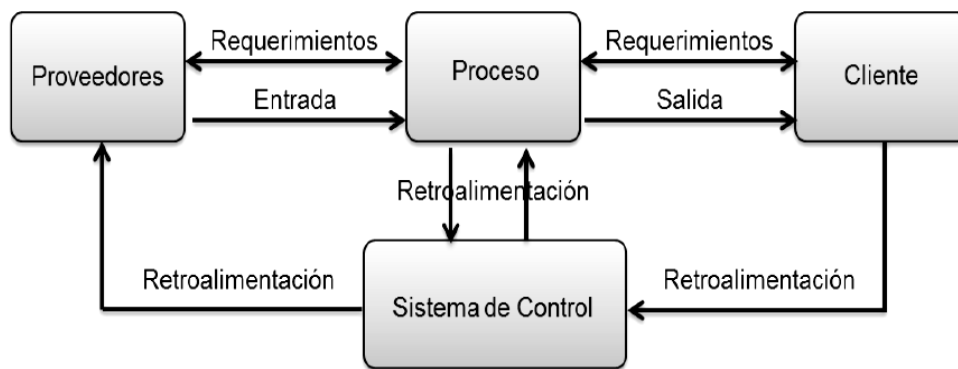 Requerimientos
Requerimientos
Proveedores
Proceso
Cliente
Entrada
Salida
Retroalimentación
Retroalimentación
Retroalimentación
Sistema de Control